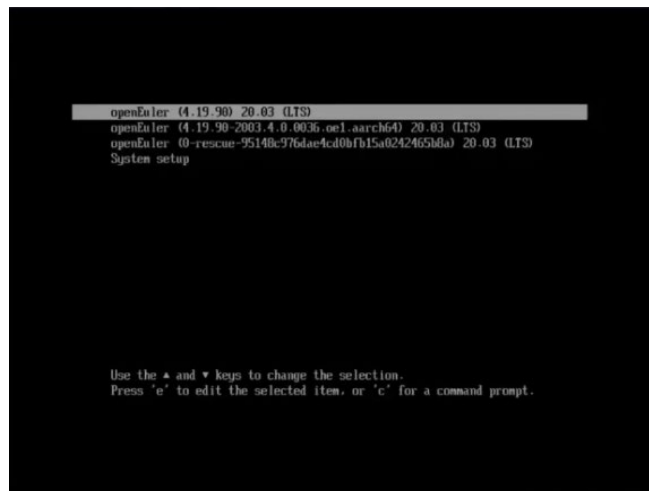 openEuler (4.19.90) 20.03 (LTS)
openEuler (4.19.90-2003.4.0.0036.oe1.aarch64) 20.03 (LTS)
openEuler (0-rescue-95148c976dae4cd0bfb15a0242465b8a) 20.03 (LTS)
System setup
Use the ▲ and ▼ keys to change the selection.
Press 'e' to edit the selected item, or 'c' for a command prompt.